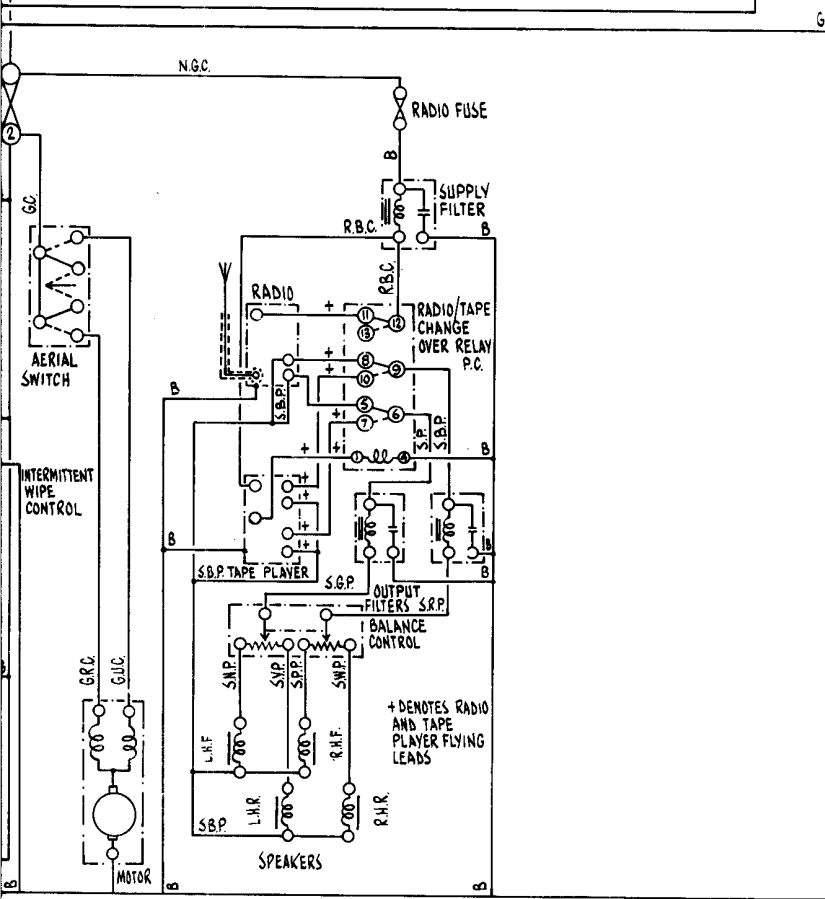 G
N.G.C.
RADIO FUSE
2
B
G.C.
SUPPLY
FILTER
R.B.C.
B
R.B.C.
RADIO
+
11
12
13
RADIO/TAPE
CHANGE
OVER RELAY
P.C.
AERIAL
SWITCH
+
8
9
10
+
B
S.B.P.
5
6
7
+
S.P.
S.B.P.
+
+
1
4
B
INTERMITTENT
WIPE
CONTROL
+
+
+
+
B
B
S.B.P.
TAPE PLAYER
B
S.G.P.
OUTPUT
FILTERS
S.R.P.
BALANCE
CONTROL
G.R.C.
G.U.C.
S.N.P.
S.Y.P.
S.P.P.
S.W.P.
+ DENOTES RADIO
AND TAPE
PLAYER FLYING
LEADS
L.H.F
R.H.F.
L.H.R.
R.H.R.
S.B.P.
SPEAKERS
MOTOR
B
B
B